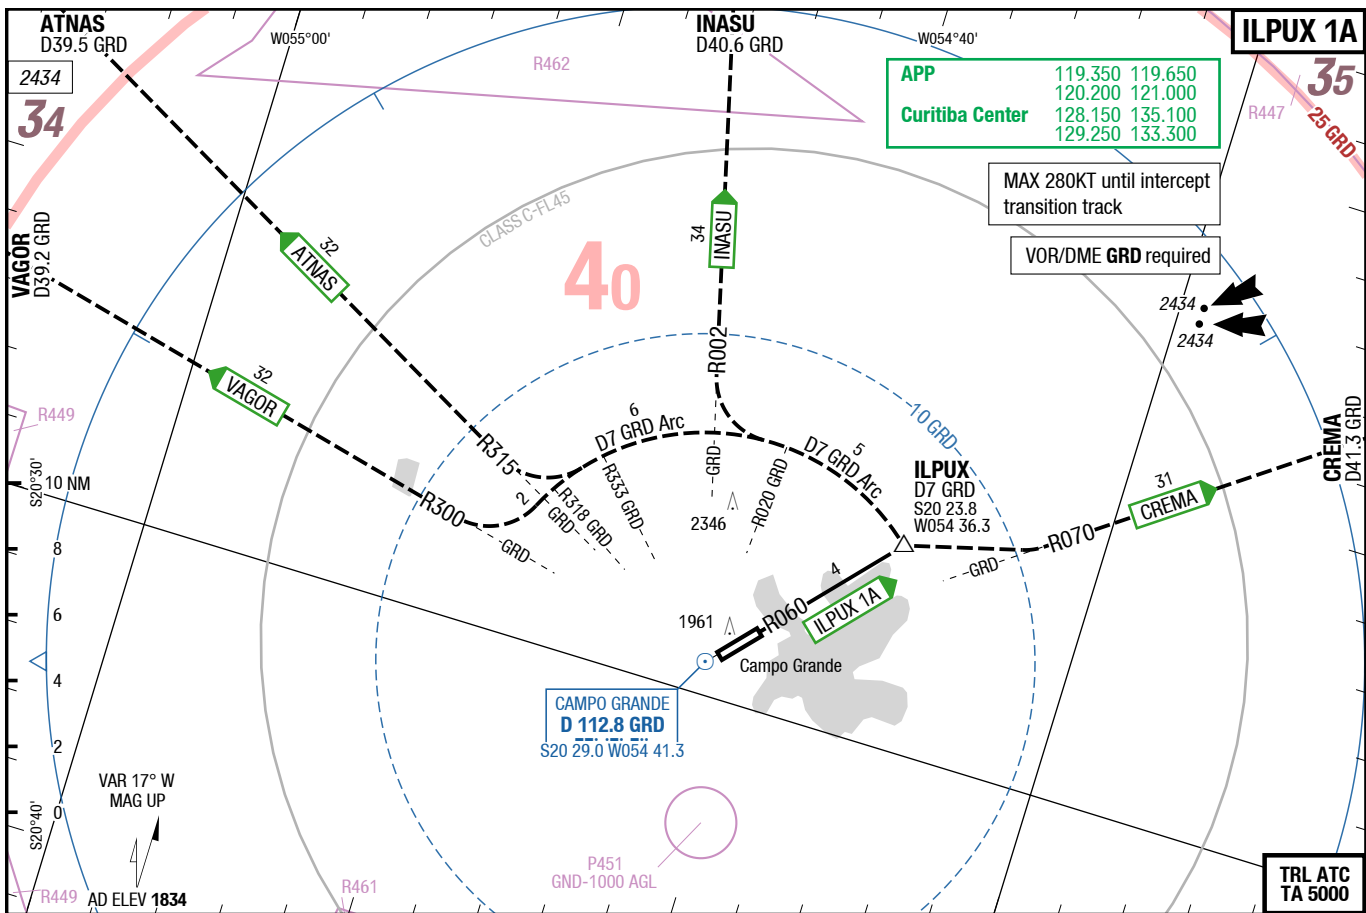 ATNAS
D39.5 GRD
W055°00'
INASU
D40.6 GRD
W054°40'
ILPUX 1A
2434
34
R462
APP 119.350 119.650
120.200 121.000
Curitiba Center 128.150 135.100
129.250 133.300
35
R447
25 GRD
MAX 280KT until intercept
transition track
VOR/DME GRD required
CLASS C-FL45
40
VAGOR
D39.2 GRD
32
ATNAS
34
INASU
2434
2434
R002
32
VAGOR
R449
10 GRD
6
D7 GRD Arc
5
D7 GRD Arc
CREMA
D41.3 GRD
R315
R300
2
GRD
R318 GRD
R333 GRD
GRD
R020 GRD
GRD
2346
ILPUX
D7 GRD
S20 23.8
W054 36.3
31
CREMA
R070
GRD
S20°30'
10 NM
8
6
4
2
0
4
R060
ILPUX 1A
1961
Campo Grande
CAMPO GRANDE
D 112.8 GRD
S20 29.0 W054 41.3
VAR 17° W
MAG UP
S20°40'
P451
GND-1000 AGL
R449
AD ELEV 1834
R461
TRL ATC
TA 5000